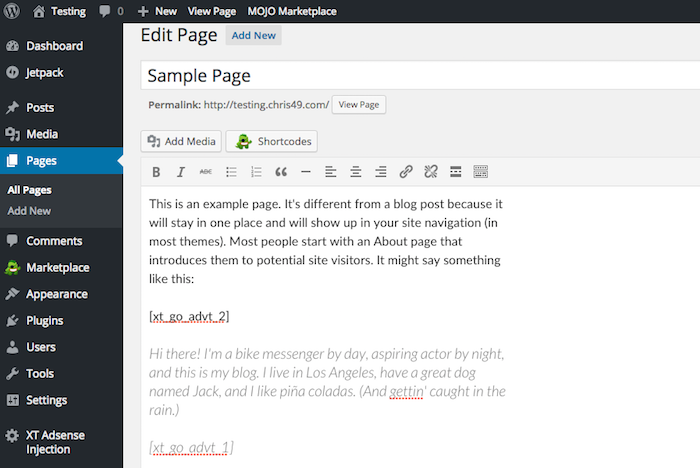 Testing 0 + New View Page MOJO Marketplace
Dashboard
Jetpack
Posts
Media
Pages
All Pages
Add New
Comments
Marketplace
Appearance
Plugins
Users
Tools
Settings
XT Adsense
Injection
Edit Page Add New
Sample Page
Permalink: http://testing.chris49.com/ View Page
Add Media Shortcodes
B I ABC
This is an example page. It's different from a blog post because it
will stay in one place and will show up in your site navigation (in
most themes). Most people start with an About page that
introduces them to potential site visitors. It might say something
like this:
[xt_go_advt_2]
Hi there! I'm a bike messenger by day, aspiring actor by night,
and this is my blog. I live in Los Angeles, have a great dog
named Jack, and I like piña coladas. (And gettin' caught in the
rain.)
[xt_go_advt_1]